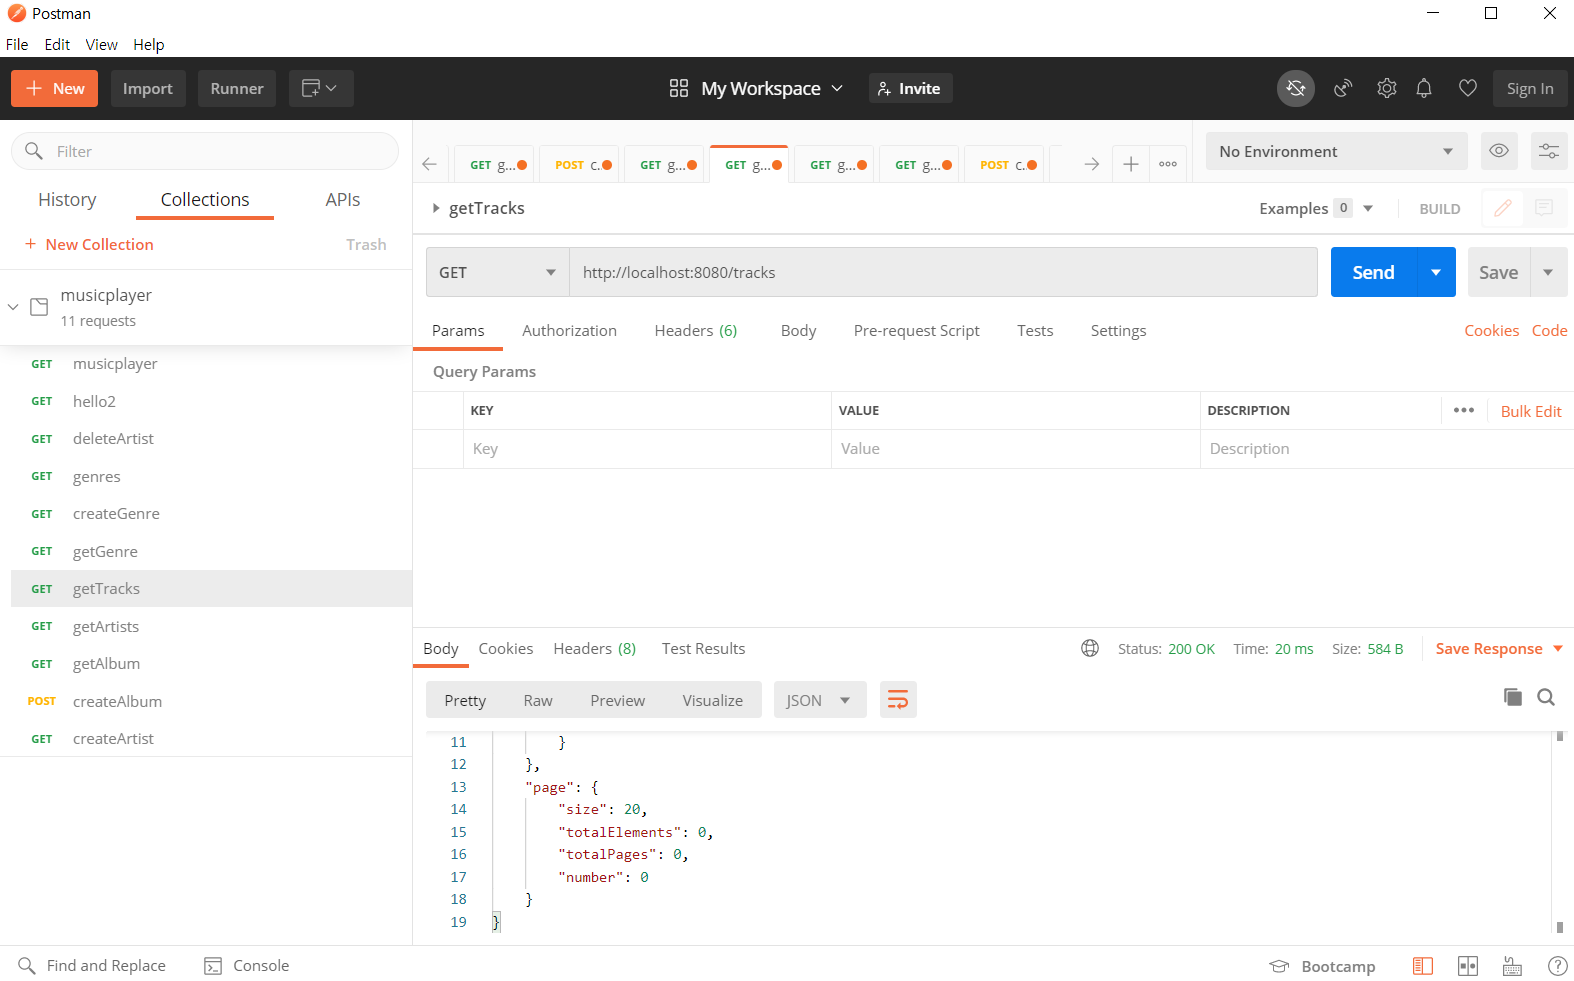 Postman
File Edit View Help
+ New Import Runner My Workspace Invite Sign In
Filter
History Collections APIs
+ New Collection Trash
musicplayer
11 requests
GET musicplayer
GET hello2
GET deleteArtist
GET genres
GET createGenre
GET getGenre
GET getTracks
GET getArtists
GET getAlbum
POST createAlbum
GET createArtist
GET g... POST c.. GET g... GET g... GET g... GET g... POST c..
No Environment
getTracks Examples 0 BUILD
GET http://localhost:8080/tracks Send Save
Params Authorization Headers (6) Body Pre-request Script Tests Settings Cookies Code
Query Params
KEY VALUE DESCRIPTION ••• Bulk Edit
Key Value Description
Body Cookies Headers (8) Test Results Status: 200 OK Time: 20 ms Size: 584 B Save Response
Pretty Raw Preview Visualize JSON
11 }
12 },
13 "page": {
14 "size": 20,
15 "totalElements": 0,
16 "totalPages": 0,
17 "number": 0
18 }
19 }
Find and Replace Console Bootcamp